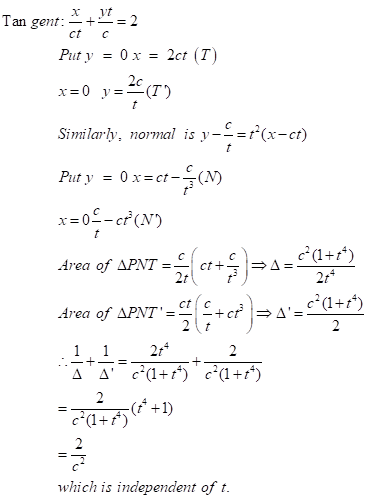 Tan gent: x/ct + yt/c = 2
Put y = 0 x = 2ct (T)
x = 0 y = 2c/t (T')
Similarly, normal is y - c/t = t²(x - ct)
Put y = 0 x = ct - c/t³ (N)
x = 0 c/t - ct³ (N')
Area of ΔPNT = c/2t (ct + c/t³) ⇒ Δ = c²(1+t⁴)/2t⁴
Area of ΔPNT' = ct/2 (c/t + ct³) ⇒ Δ' = c²(1+t⁴)/2
∴ 1/Δ + 1/Δ' = 2t⁴/c²(1+t⁴) + 2/c²(1+t⁴)
= 2/c²(1+t⁴) (t⁴ + 1)
= 2/c²
which is independent of t.